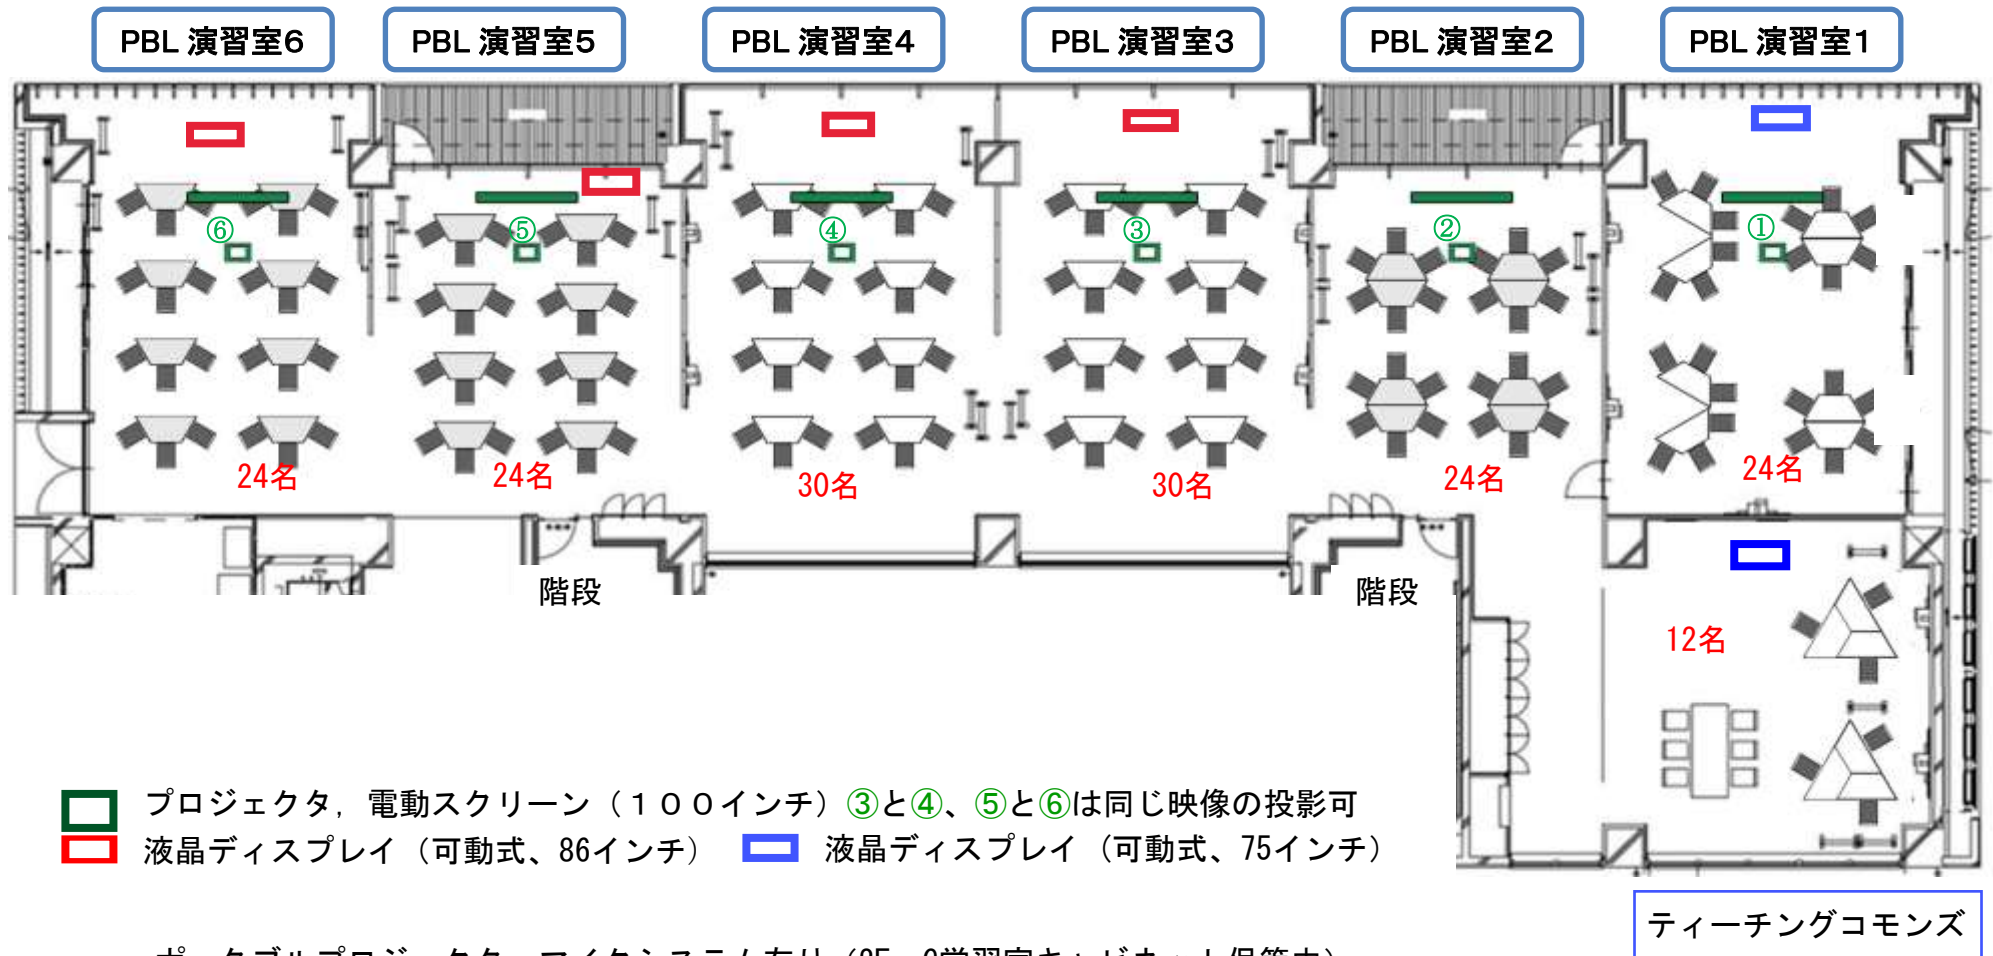 PBL 演習室6
PBL 演習室5
PBL 演習室4
PBL 演習室3
PBL 演習室2
PBL 演習室1
⑥
⑤
④
③
②
①
24名
24名
30名
30名
24名
24名
階段
階段
12名
プロジェクタ, 電動スクリーン（１００インチ）③と④、⑤と⑥は同じ映像の投影可
液晶ディスプレイ（可動式、86インチ）
液晶ディスプレイ（可動式、75インチ）
ティーチングコモンズ